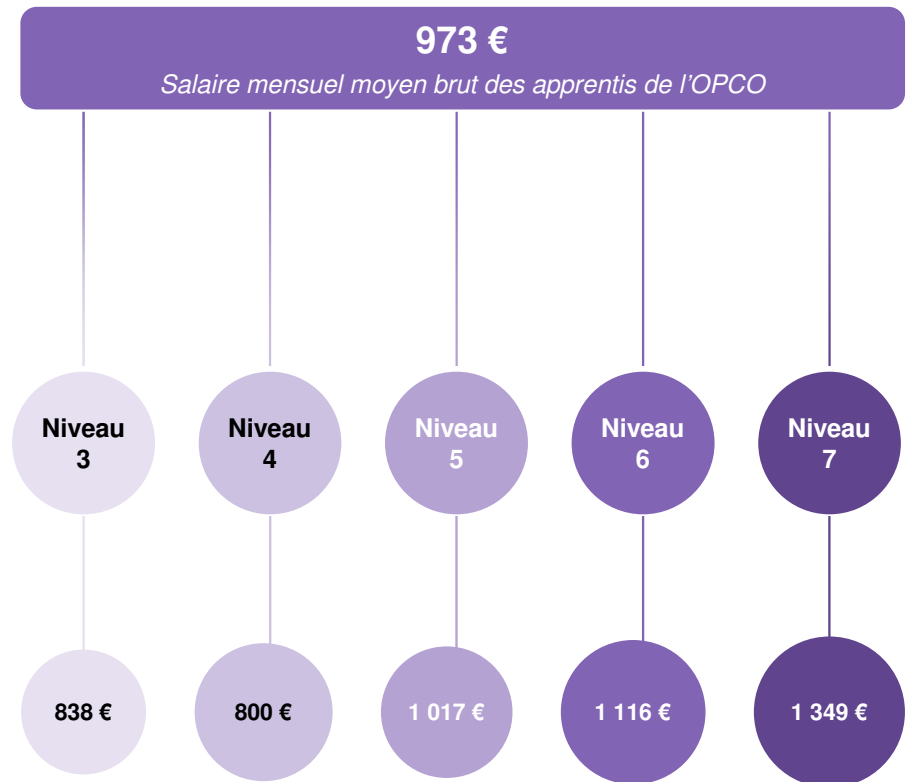 973 €
Salaire mensuel moyen brut des apprentis de l’OPCO
Niveau
3
Niveau
4
Niveau
5
Niveau
6
Niveau
7
838 €
800 €
1 017 €
1 116 €
1 349 €